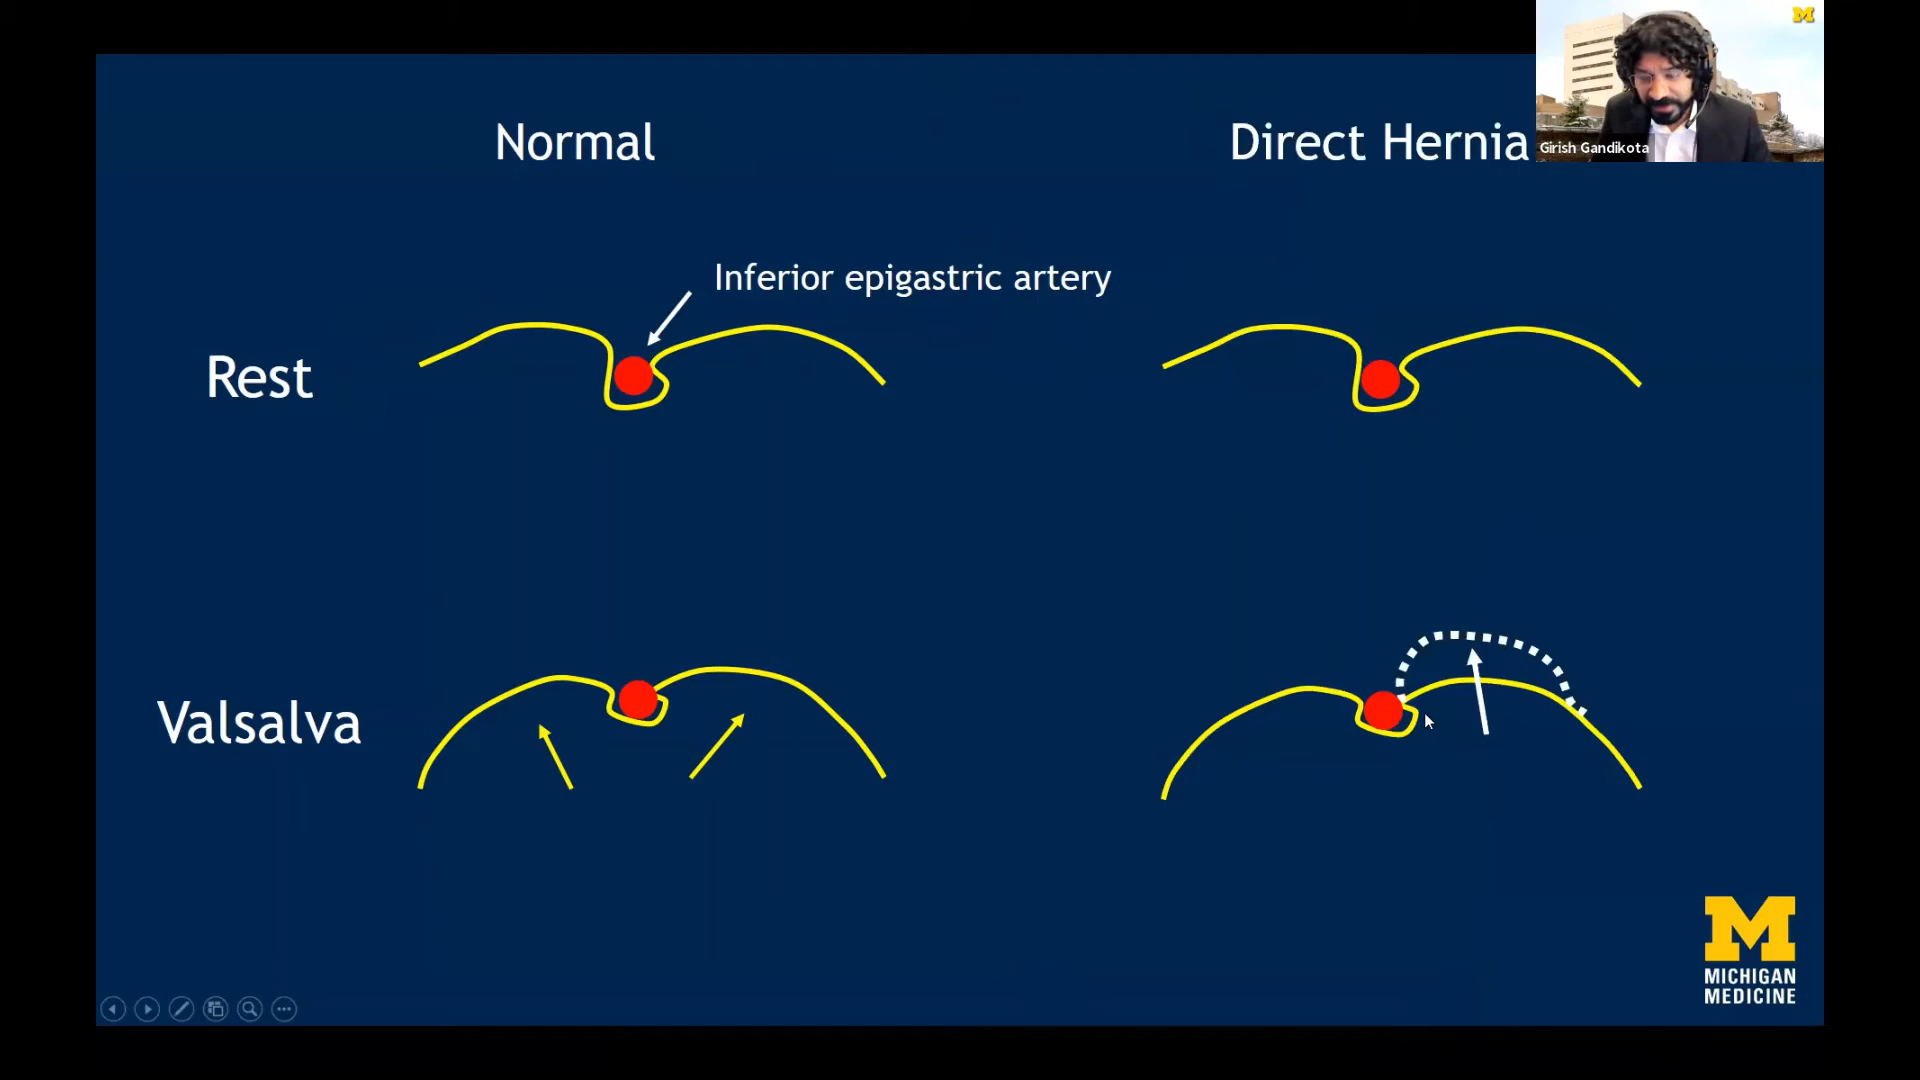 M
Girish Gandikota
Normal
Direct Hernia
Inferior epigastric artery
Rest
Valsalva
M
MICHIGAN
MEDICINE